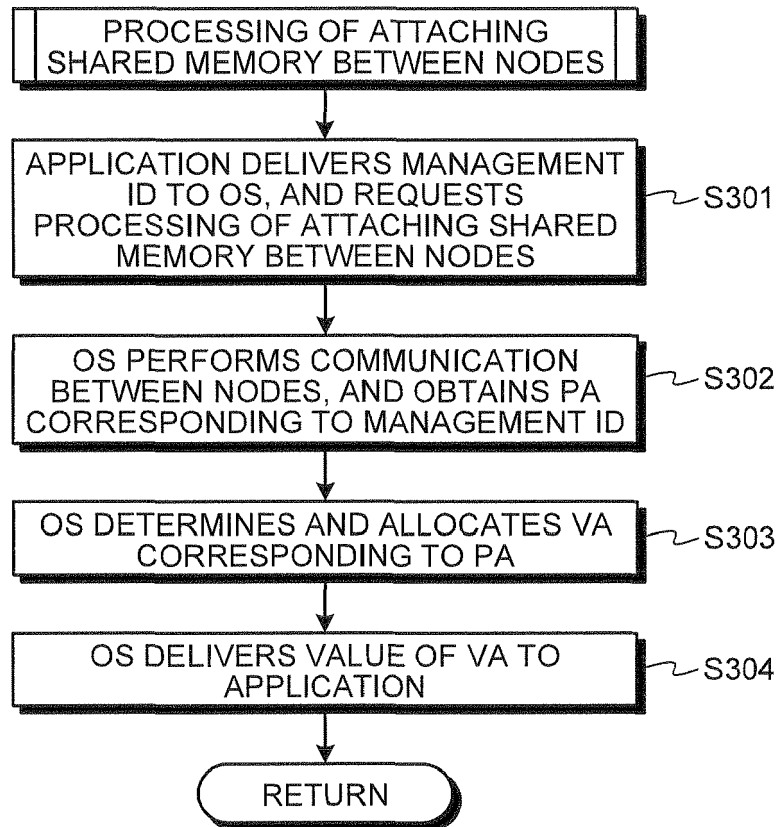 PROCESSING OF ATTACHING
SHARED MEMORY BETWEEN NODES
APPLICATION DELIVERS MANAGEMENT
ID TO OS, AND REQUESTS
PROCESSING OF ATTACHING SHARED
MEMORY BETWEEN NODES
S301
OS PERFORMS COMMUNICATION
BETWEEN NODES, AND OBTAINS PA
CORRESPONDING TO MANAGEMENT ID
S302
OS DETERMINES AND ALLOCATES VA
CORRESPONDING TO PA
S303
OS DELIVERS VALUE OF VA TO
APPLICATION
S304
RETURN